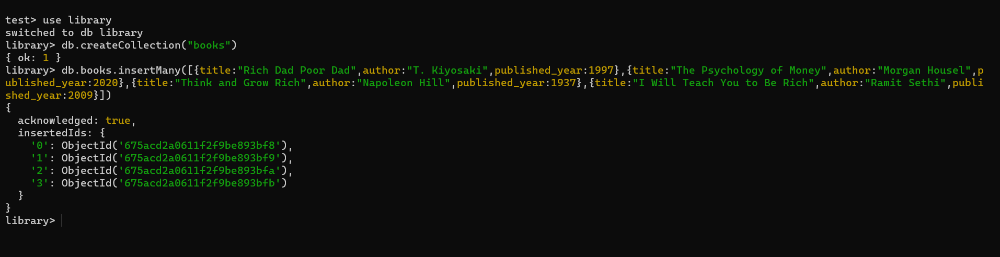 test> use library
switched to db library
library> db.createCollection("books")
{ ok: 1 }
library> db.books.insertMany([{title:"Rich Dad Poor Dad",author:"T. Kiyosaki",published_year:1997},{title:"The Psychology of Money",author:"Morgan Housel",p
ublished_year:2020},{title:"Think and Grow Rich",author:"Napoleon Hill",published_year:1937},{title:"I Will Teach You to Be Rich",author:"Ramit Sethi",publi
shed_year:2009}])
{
  acknowledged: true,
  insertedIds: {
    '0': ObjectId('675acd2a0611f2f9be893bf8'),
    '1': ObjectId('675acd2a0611f2f9be893bf9'),
    '2': ObjectId('675acd2a0611f2f9be893bfa'),
    '3': ObjectId('675acd2a0611f2f9be893bfb')
  }
}
library>